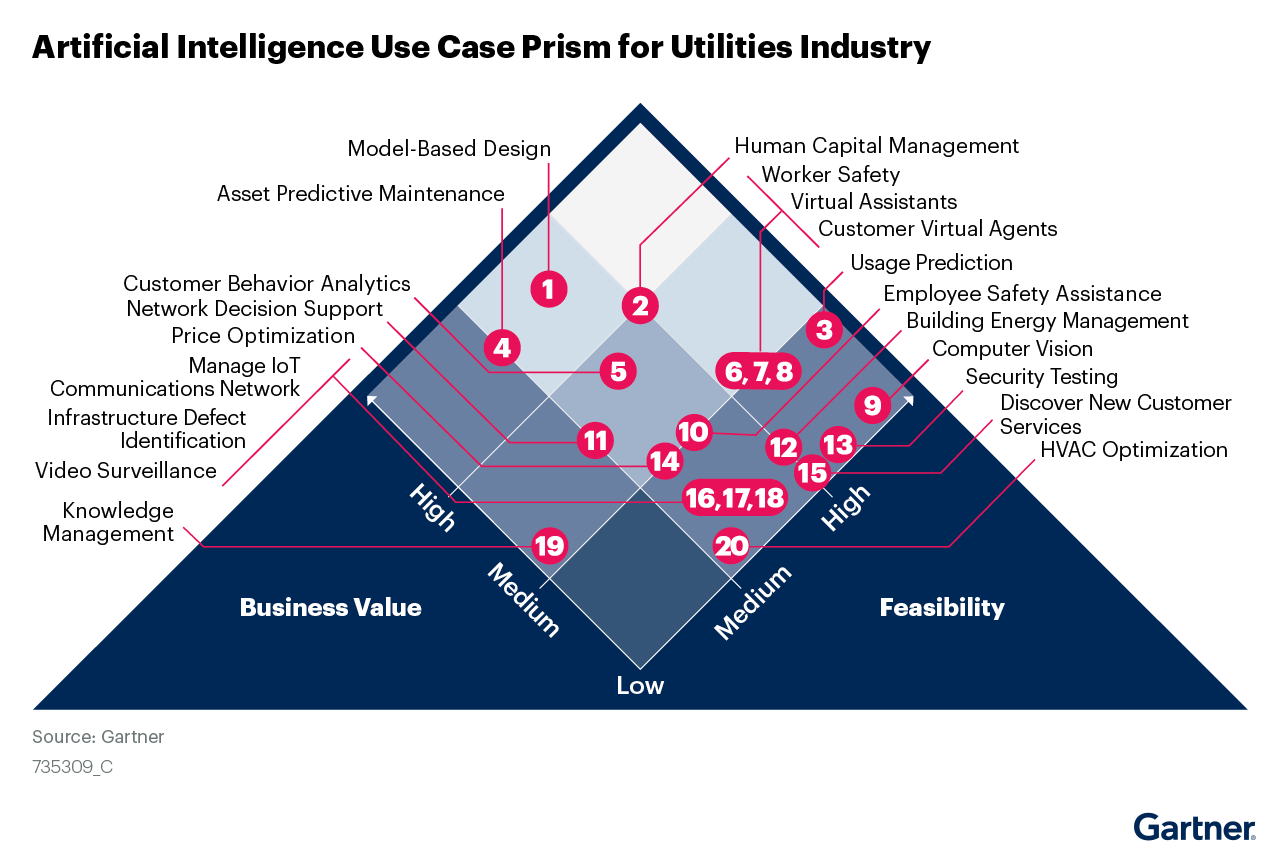 Artificial Intelligence Use Case Prism for Utilities Industry
Model-Based Design
Asset Predictive Maintenance
Customer Behavior Analytics
Network Decision Support
Price Optimization
Manage IoT
Communications Network
Infrastructure Defect
Identification
Video Surveillance
Knowledge
Management
Human Capital Management
Worker Safety
Virtual Assistants
Customer Virtual Agents
Usage Prediction
Employee Safety Assistance
Building Energy Management
Computer Vision
Security Testing
Discover New Customer
Services
HVAC Optimization
1
2
3
4
5
6, 7, 8
9
10
11
12
13
14
15
16, 17, 18
19
20
High
Medium
High
Medium
Low
Business Value
Feasibility
Source: Gartner
735309_C
Gartner®